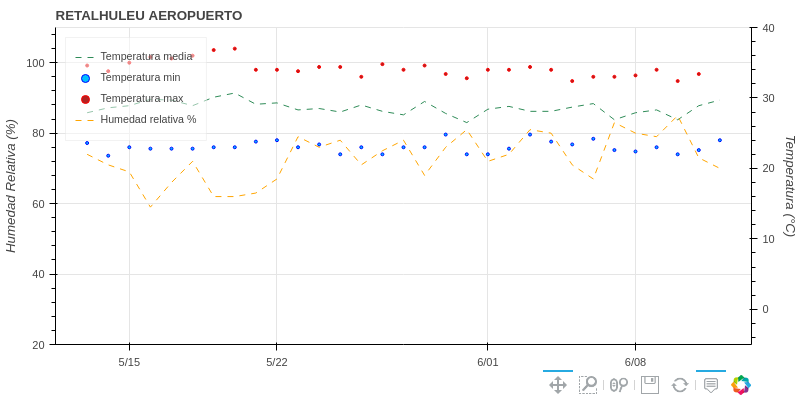 RETALHULEU AEROPUERTO
Temperatura media
Temperatura min
Temperatura max
Humedad relativa %
Humedad Relativa (%)
100
80
60
40
20
Temperatura (°C)
40
30
20
10
0
5/15
5/22
6/01
6/08